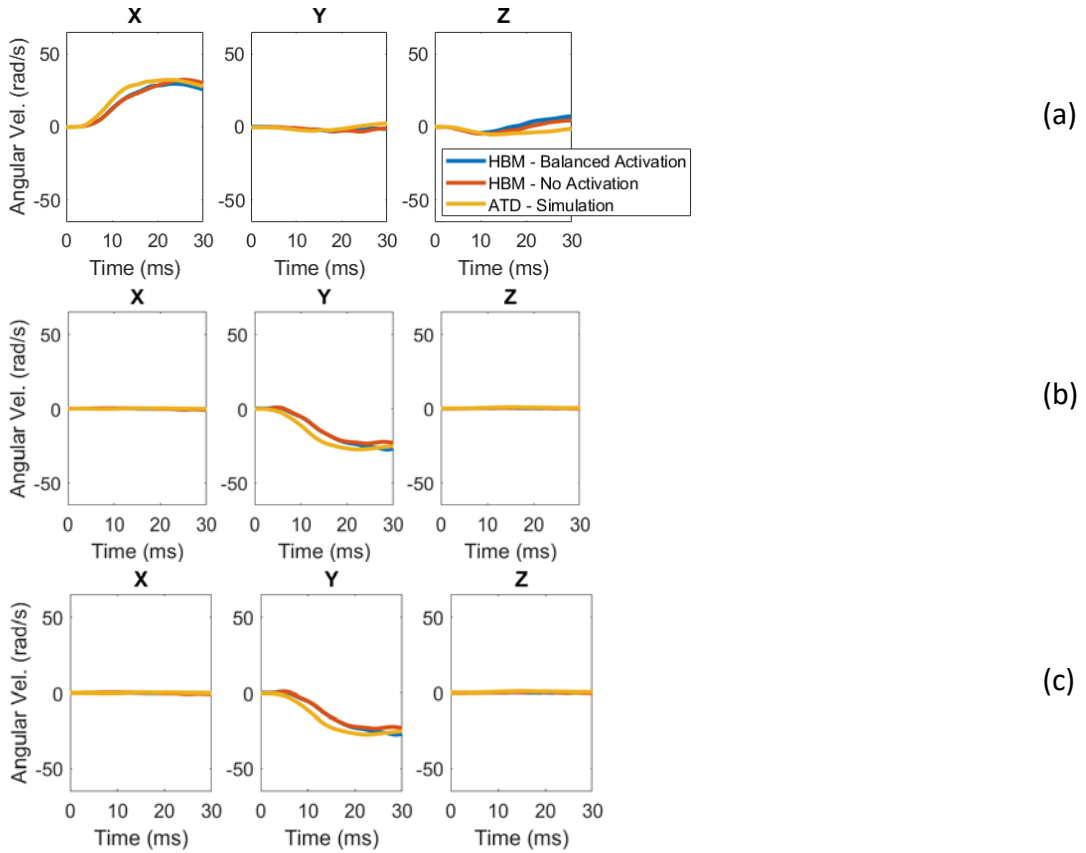 X Y Z
Angular Vel. (rad/s)
50 50 50
0 0 0
-50 -50 -50
HBM - Balanced Activation
HBM - No Activation
ATD - Simulation
0 10 20 30 0 10 20 30 0 10 20 30
Time (ms) Time (ms) Time (ms)
(a)
X Y Z
Angular Vel. (rad/s)
50 50 50
0 0 0
-50 -50 -50
0 10 20 30 0 10 20 30 0 10 20 30
Time (ms) Time (ms) Time (ms)
(b)
X Y Z
Angular Vel. (rad/s)
50 50 50
0 0 0
-50 -50 -50
0 10 20 30 0 10 20 30 0 10 20 30
Time (ms) Time (ms) Time (ms)
(c)